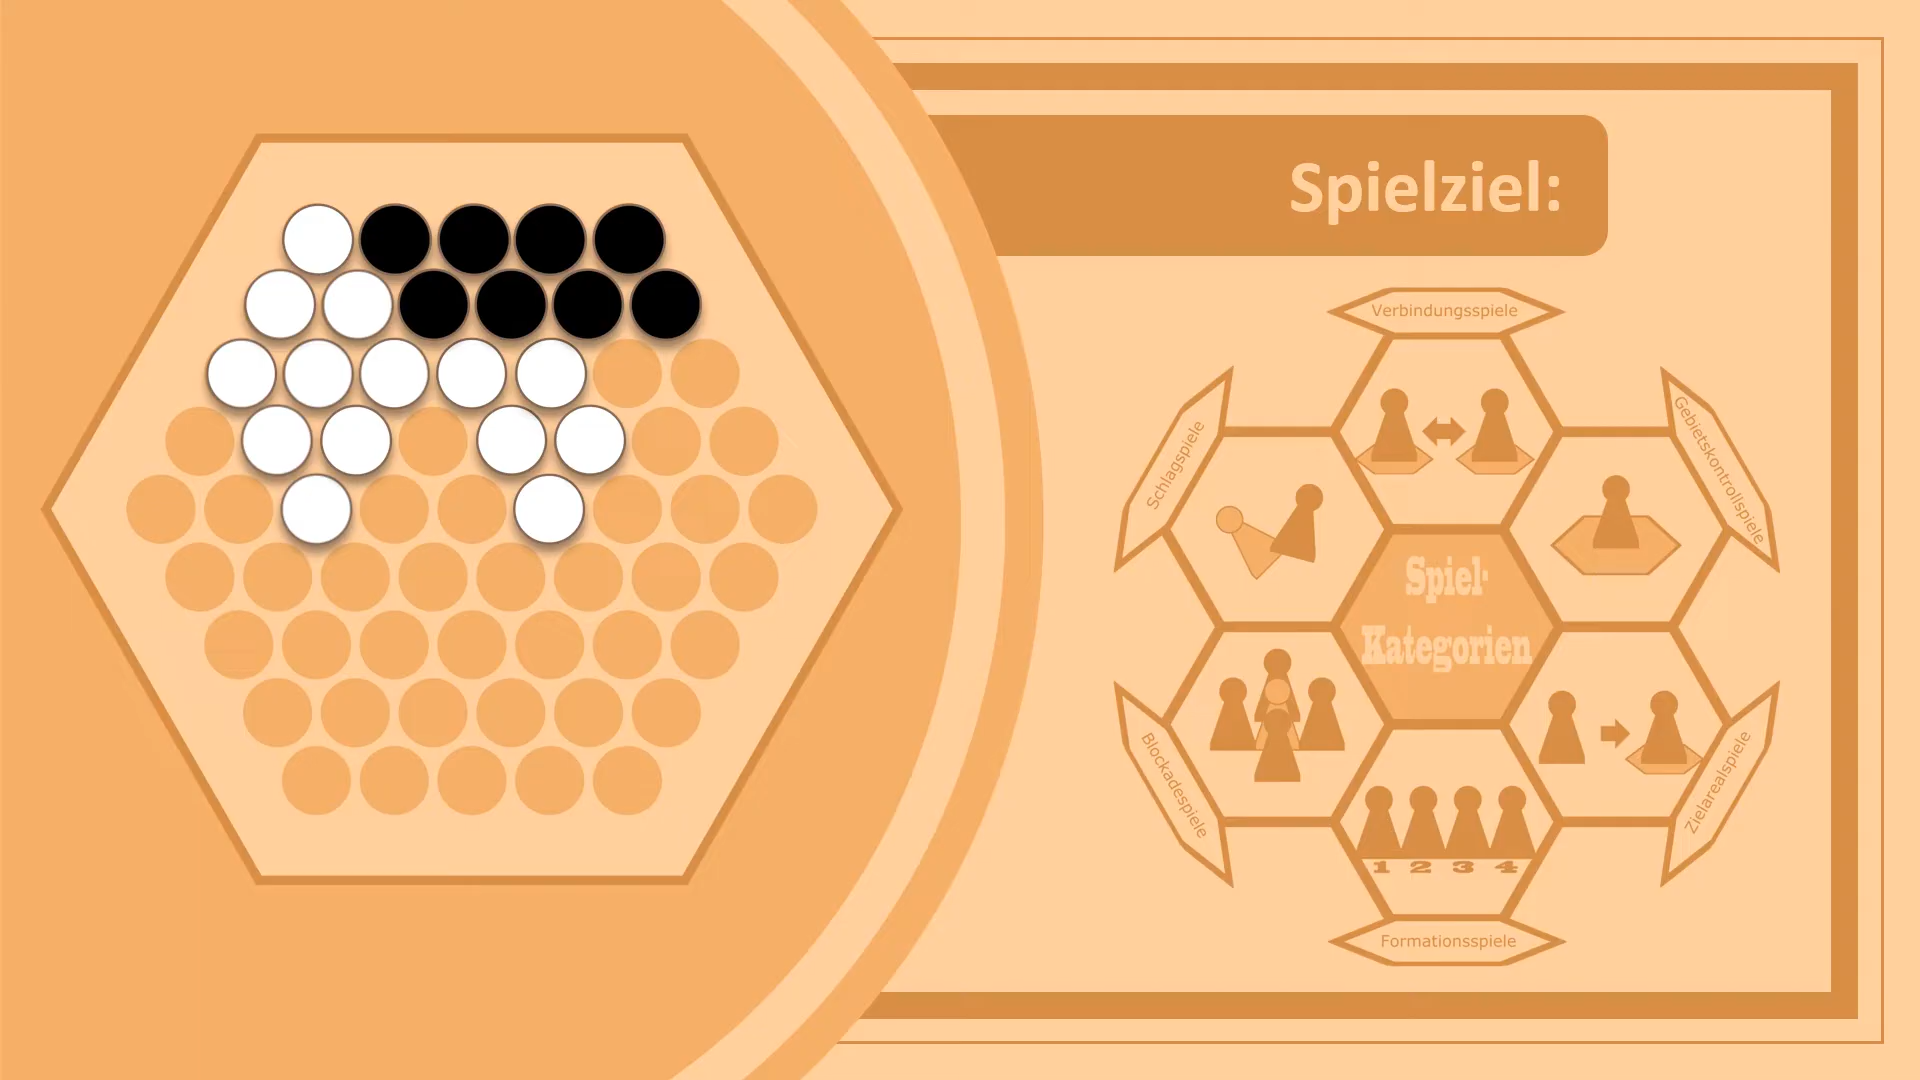 Spielziel:
Verbindungsspiele
Schlagspiele
Gebietskontrollspiele
Spiel-
Kategorien
Blockadespiele
Zielarealspiele
1 2 3 4
Formationsspiele